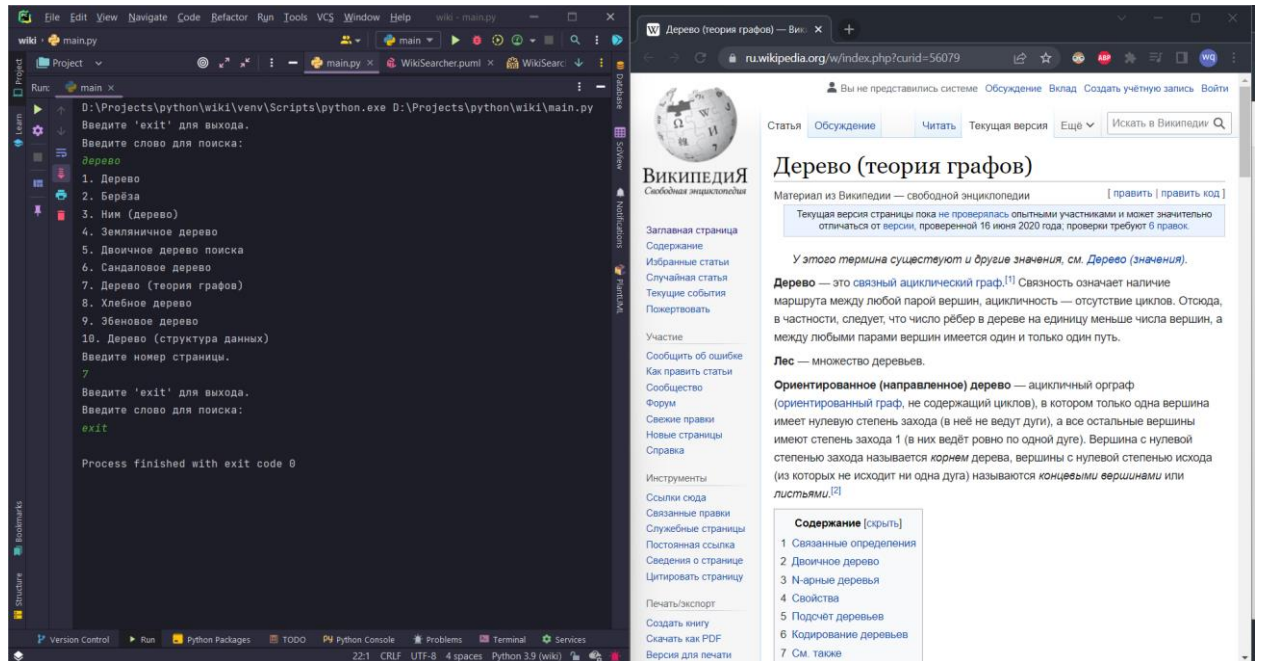 File Edit View Navigate Code Refactor Run Tools VCS Window Help wiki - main.py
wiki main.py
main
Project
main.py
WikiSearcher.puml
WikiSearc
Run: main
D:\Projects\python\wiki\venv\Scripts\python.exe D:\Projects\python\wiki\main.py
Введите 'exit' для выхода.
Введите слово для поиска:
дерево
1. Дерево
2. Берёза
3. Ним (дерево)
4. Земляничное дерево
5. Двоичное дерево поиска
6. Сандаловое дерево
7. Дерево (теория графов)
8. Хлебное дерево
9. Эбеновое дерево
10. Дерево (структура данных)
Введите номер страницы.
7
Введите 'exit' для выхода.
Введите слово для поиска:
exit
Process finished with exit code 0
Project
Learn
Bookmarks
Structure
Database
SciView
Notifications
PlantUML
Version Control Run Python Packages TODO Python Console Problems Terminal Services
22:1 CRLF UTF-8 4 spaces Python 3.9 (wiki)
Дерево (теория графов) — Вик
ru.wikipedia.org/w/index.php?curid=56079
ABP
WQ
Вы не представились системе Обсуждение Вклад Создать учётную запись Войти
Статья Обсуждение Читать Текущая версия Ещё Искать в Википедии
ВИКИПЕДИЯ
Свободная энциклопедия
Заглавная страница
Содержание
Избранные статьи
Случайная статья
Текущие события
Пожертвовать
Участие
Сообщить об ошибке
Как править статьи
Сообщество
Форум
Свежие правки
Новые страницы
Справка
Инструменты
Ссылки сюда
Связанные правки
Служебные страницы
Постоянная ссылка
Сведения о странице
Цитировать страницу
Печать/экспорт
Создать книгу
Скачать как PDF
Версия для печати
Дерево (теория графов)
Материал из Википедии — свободной энциклопедии [ править | править код ]
Текущая версия страницы пока не проверялась опытными участниками и может значительно
отличаться от версии, проверенной 16 июня 2020 года; проверки требуют 6 правок.
У этого термина существуют и другие значения, см. Дерево (значения).
Дерево — это связный ациклический граф.[1] Связность означает наличие
маршрута между любой парой вершин, ацикличность — отсутствие циклов. Отсюда,
в частности, следует, что число рёбер в дереве на единицу меньше числа вершин, а
между любыми парами вершин имеется один и только один путь.
Лес — множество деревьев.
Ориентированное (направленное) дерево — ацикличный орграф
(ориентированный граф, не содержащий циклов), в котором только одна вершина
имеет нулевую степень захода (в неё не ведут дуги), а все остальные вершины
имеют степень захода 1 (в них ведёт ровно по одной дуге). Вершина с нулевой
степенью захода называется корнем дерева, вершины с нулевой степенью исхода
(из которых не исходит ни одна дуга) называются концевыми вершинами или
листьями.[2]
Содержание [скрыть]
1 Связанные определения
2 Двоичное дерево
3 N-арные деревья
4 Свойства
5 Подсчёт деревьев
6 Кодирование деревьев
7 См. также